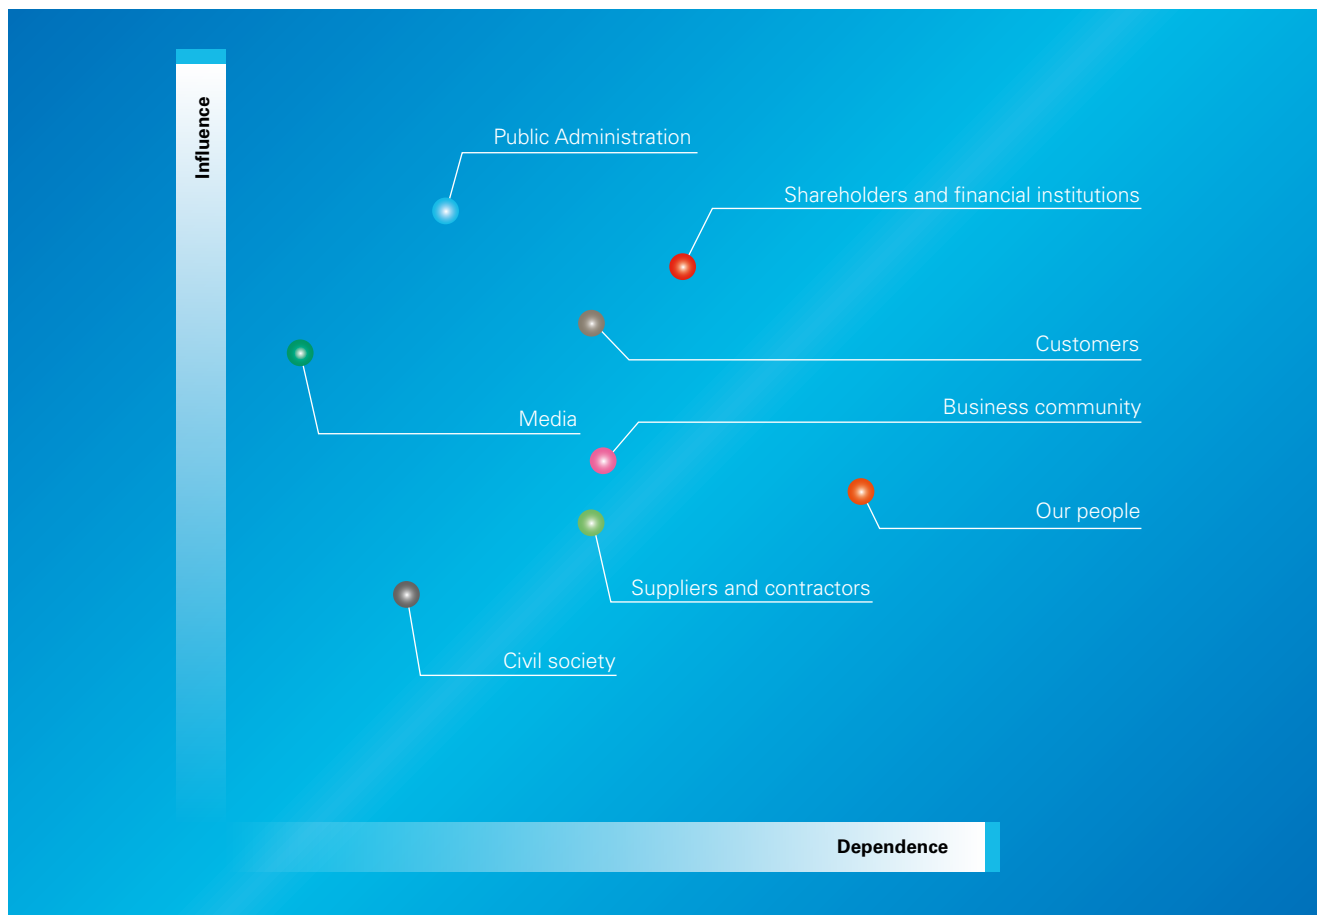 Influence
Public Administration
Shareholders and financial institutions
Customers
Business community
Media
Our people
Suppliers and contractors
Civil society
Dependence